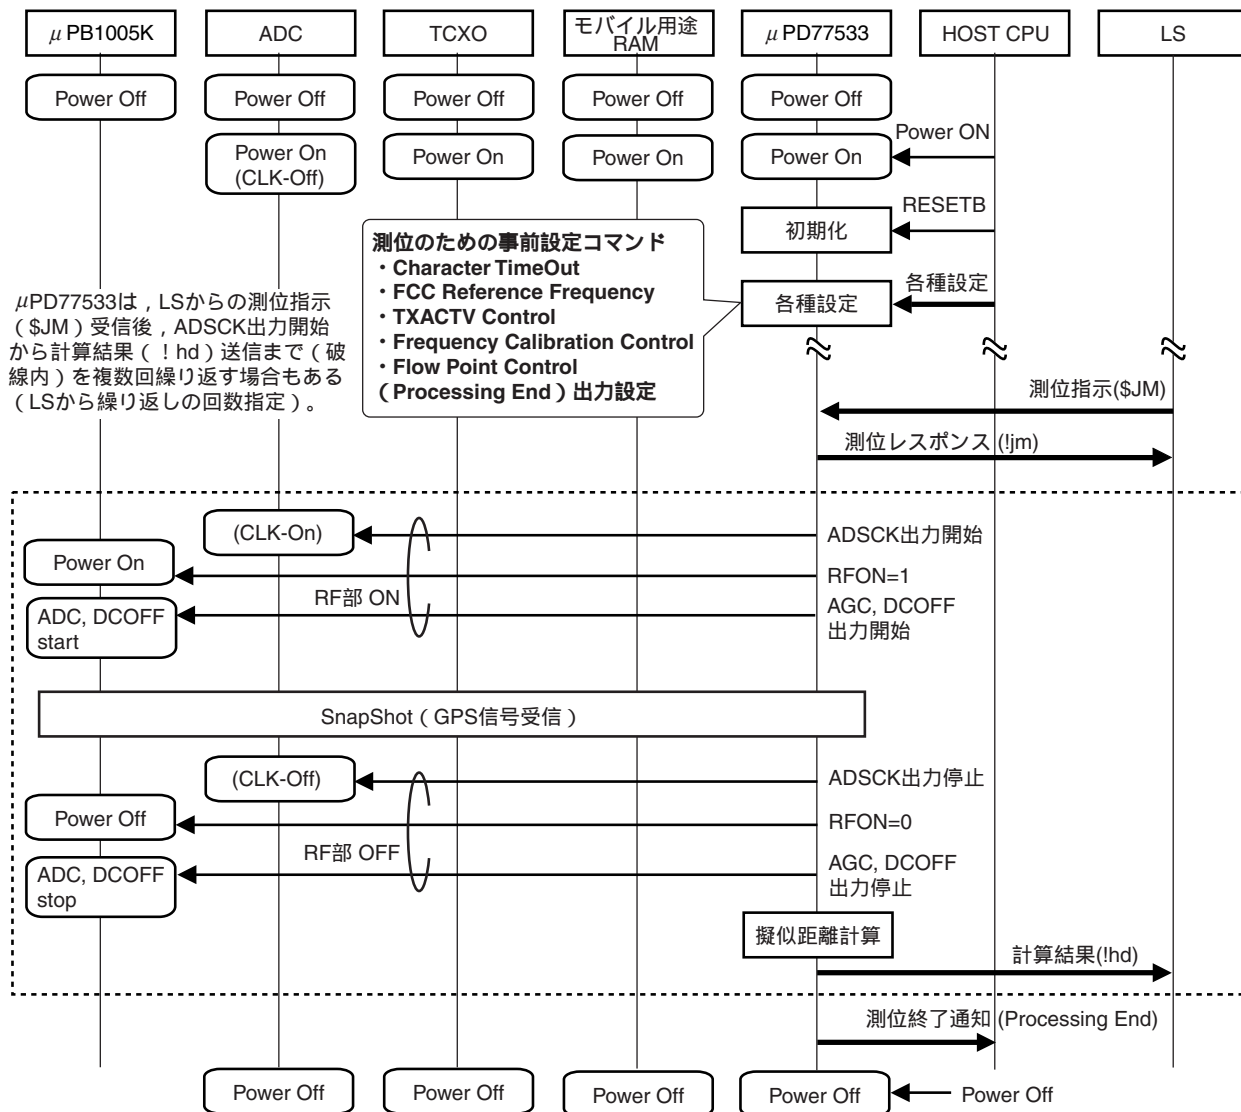 μPB1005K
ADC
TCXO
モバイル用途
RAM
μPD77533
HOST CPU
LS
Power Off
Power Off
Power Off
Power Off
Power Off
Power ON
Power On
(CLK-Off)
Power On
Power On
Power On
RESETB
初期化
測位のための事前設定コマンド
・Character TimeOut
・FCC Reference Frequency
・TXACTV Control
・Frequency Calibration Control
・Flow Point Control
（Processing End）出力設定
各種設定
各種設定
μPD77533は，LSからの測位指示
（$JM）受信後，ADSCK出力開始
から計算結果（！hd）送信まで（破
線内）を複数回繰り返す場合もある
（LSから繰り返しの回数指定）。
測位指示($JM)
測位レスポンス (!jm)
(CLK-On)
ADSCK出力開始
Power On
RFON=1
RF部 ON
ADC, DCOFF
start
AGC, DCOFF
出力開始
SnapShot（GPS信号受信）
(CLK-Off)
ADSCK出力停止
Power Off
RFON=0
RF部 OFF
ADC, DCOFF
stop
AGC, DCOFF
出力停止
擬似距離計算
計算結果(!hd)
測位終了通知 (Processing End)
Power Off
Power Off
Power Off
Power Off
Power Off